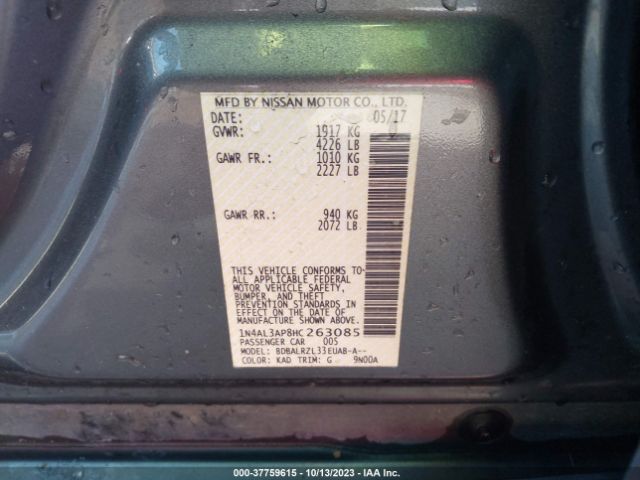 MFD BY NISSAN MOTOR CO., LTD.
DATE: 05/17
GVWR: 1917 KG
4226 LB
GAWR FR.: 1010 KG
2227 LB
GAWR RR.: 940 KG
2072 LB
THIS VEHICLE CONFORMS TO
ALL APPLICABLE FEDERAL
MOTOR VEHICLE SAFETY,
BUMPER, AND THEFT
PREVENTION STANDARDS IN
EFFECT ON THE DATE OF
MANUFACTURE SHOWN ABOVE.
1N4AL3AP8HC263085
PASSENGER CAR 005
MODEL: BDBALRZL33EUAB-A--
COLOR: KAD TRIM: G 9N00A
000-37759615 - 10/13/2023 - IAA Inc.